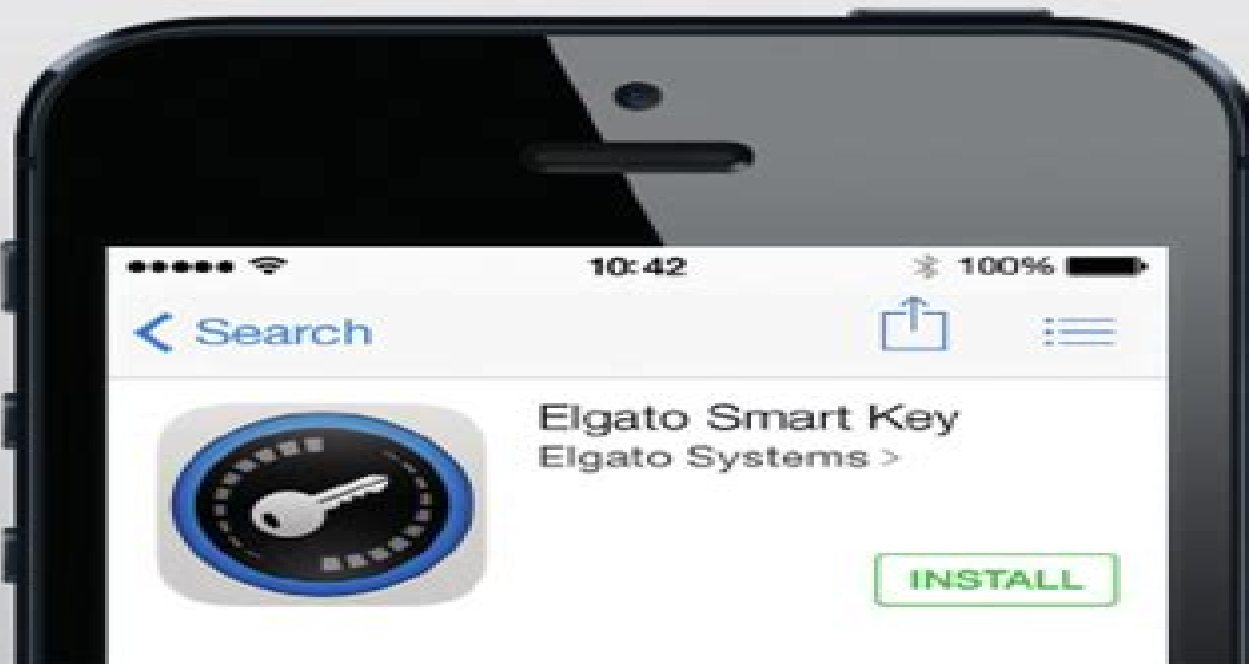 10:42
100%
Search
Elgato Smart Key
Elgato Systems >
INSTALL